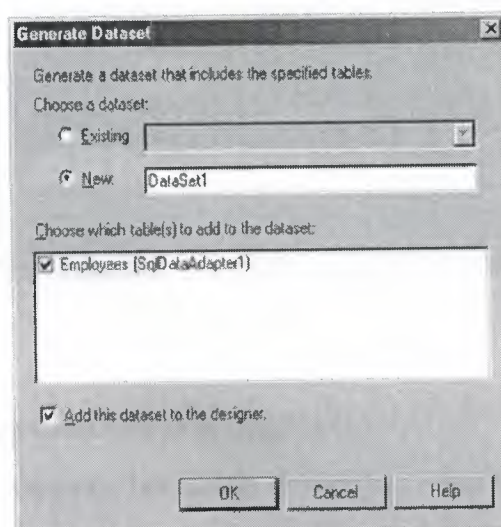 Generate Dataset
Generate a dataset that includes the specified tables.
Choose a dataset:
Existing
New: DataSet1
Choose which table(s) to add to the dataset:
Employees (SqlDataAdapter1)
Add this dataset to the designer.
OK Cancel Help